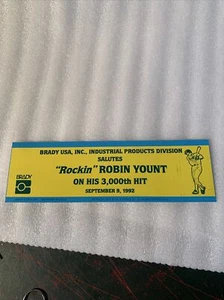 BRADY USA, INC., INDUSTRIAL PRODUCTS DIVISION
SALUTES
"Rockin" ROBIN YOUNT
ON HIS 3,000th HIT
SEPTEMBER 9, 1992
BRADY